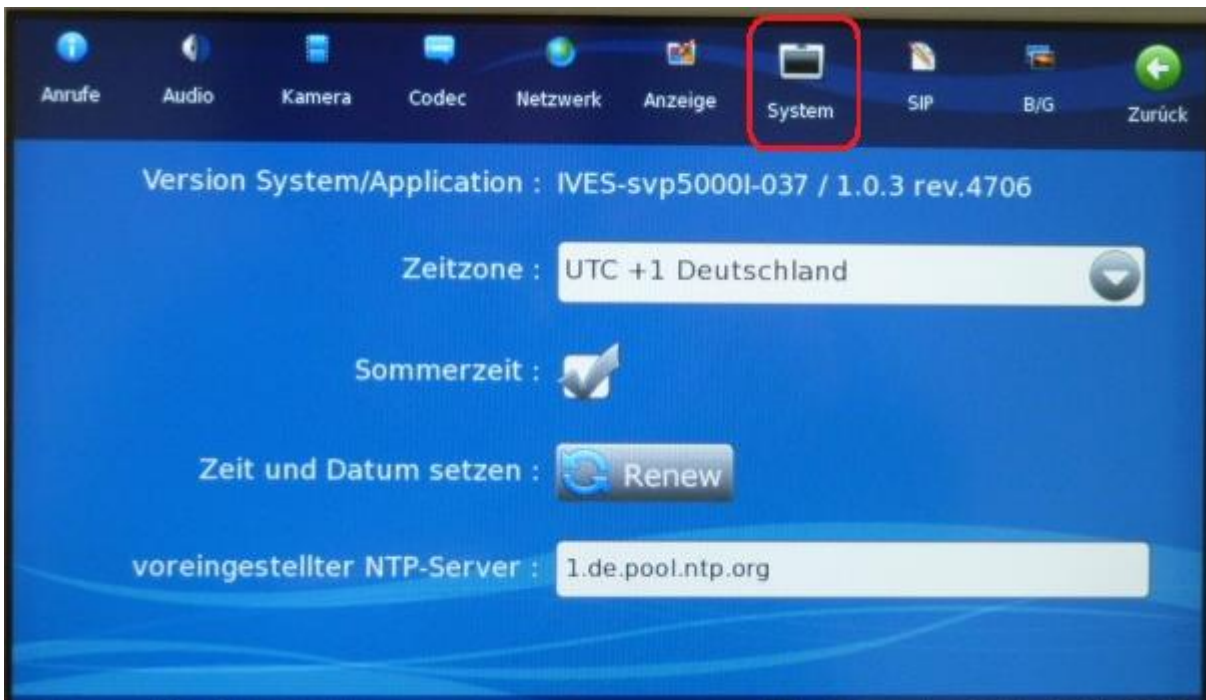 Anrufe Audio Kamera Codec Netzwerk Anzeige System SIP B/G Zurück
Version System/Application : IVES-svp5000I-037 / 1.0.3 rev.4706
Zeitzone : UTC +1 Deutschland
Sommerzeit :
Zeit und Datum setzen : Renew
voreingestellter NTP-Server : 1.de.pool.ntp.org